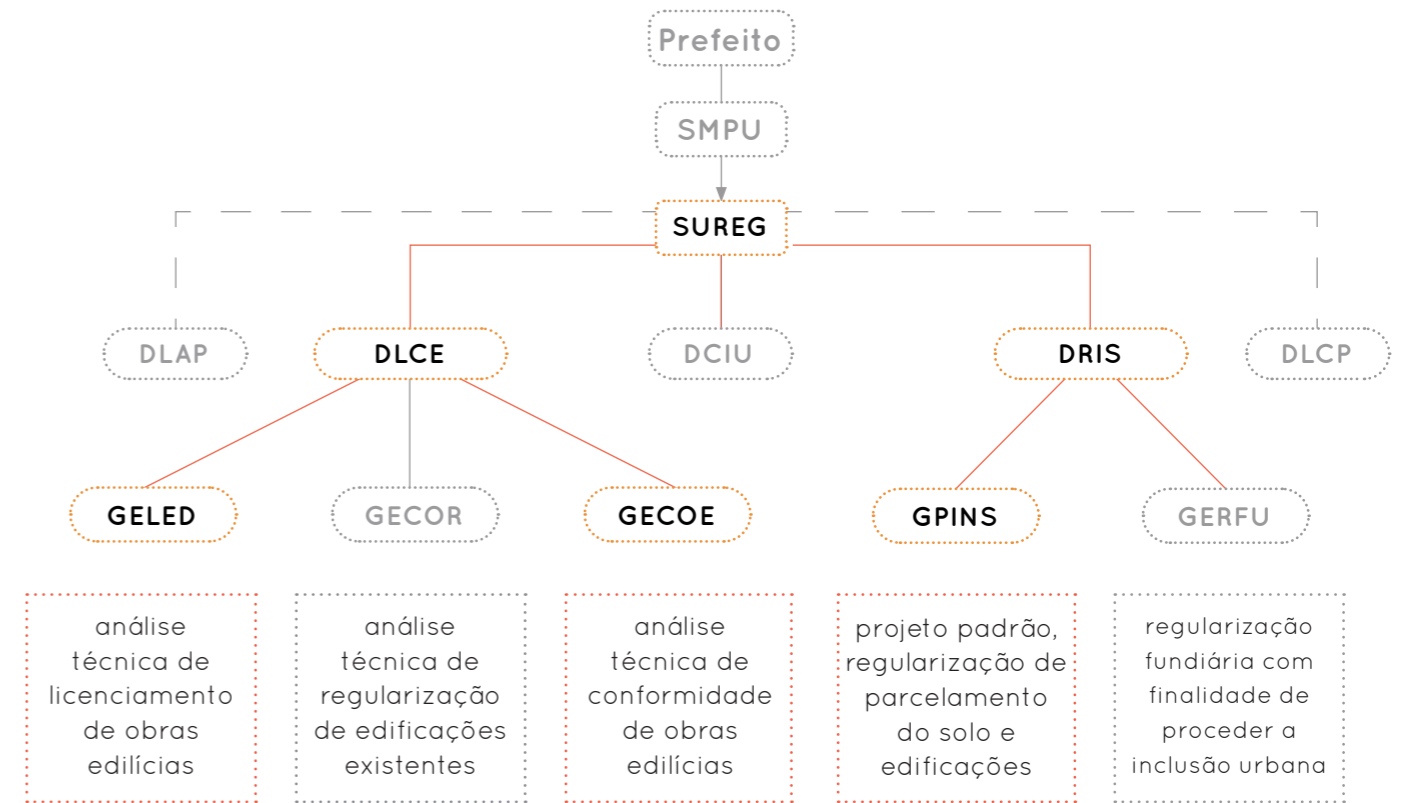 Prefeito
SMPU
SUREG
DLAP
DLCE
DCIU
DRIS
DLCP
GELED
GECOR
GECOE
GPINS
GERFU
análise
técnica de
licenciamento
de obras
edilícias
análise
técnica de
regularização
de edificações
existentes
análise
técnica de
conformidade
de obras
edilícias
projeto padrão,
regularização de
parcelamento
do solo e
edificações
regularização
fundiária com
finalidade de
proceder a
inclusão urbana